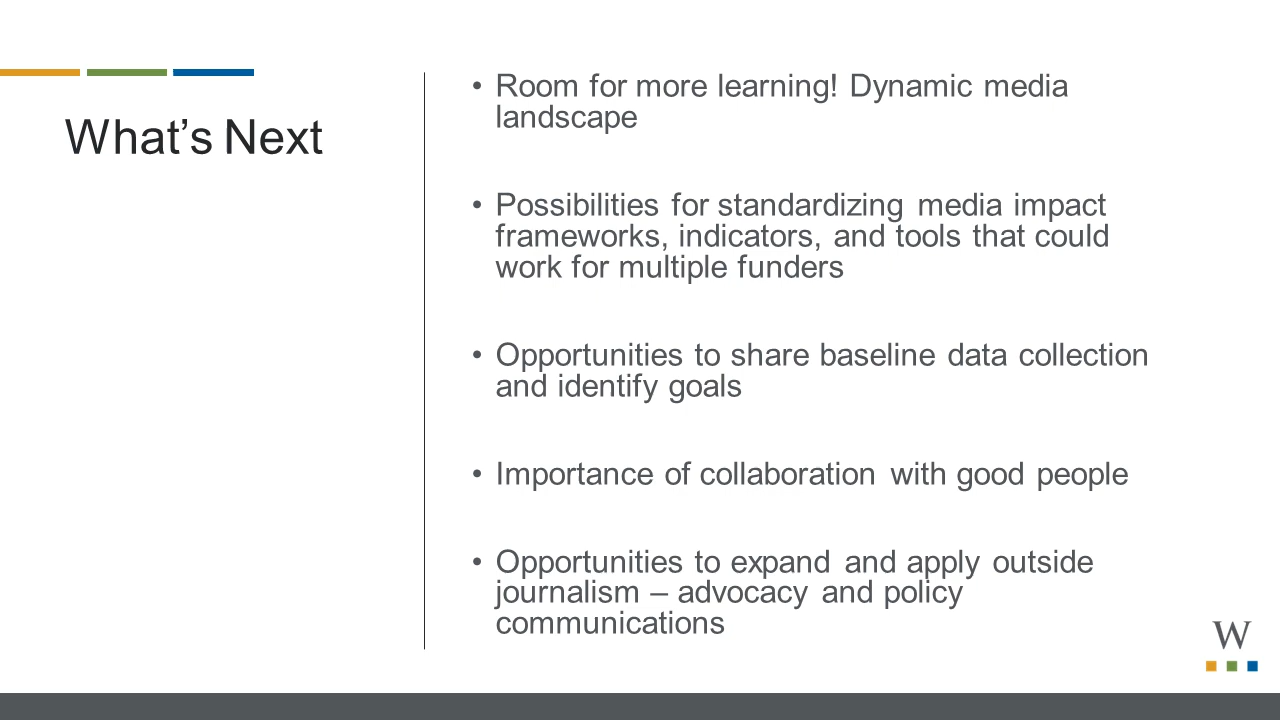 What’s Next
• Room for more learning! Dynamic media
landscape
• Possibilities for standardizing media impact
frameworks, indicators, and tools that could
work for multiple funders
• Opportunities to share baseline data collection
and identify goals
• Importance of collaboration with good people
• Opportunities to expand and apply outside
journalism – advocacy and policy
communications
W